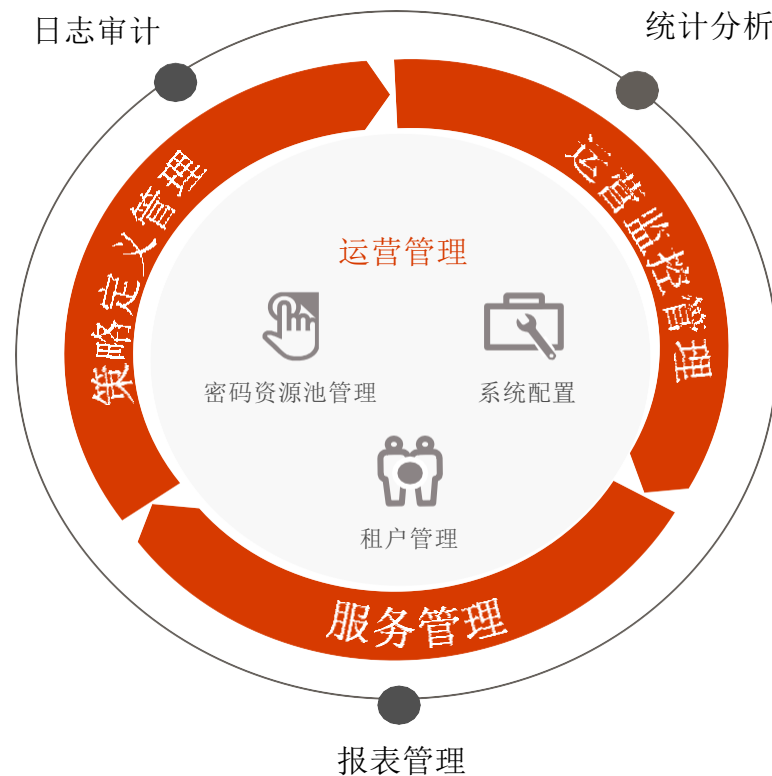 日志审计
统计分析
策略定义管理
运营监控管理
运营管理
密码资源池管理
系统配置
租户管理
服务管理
报表管理